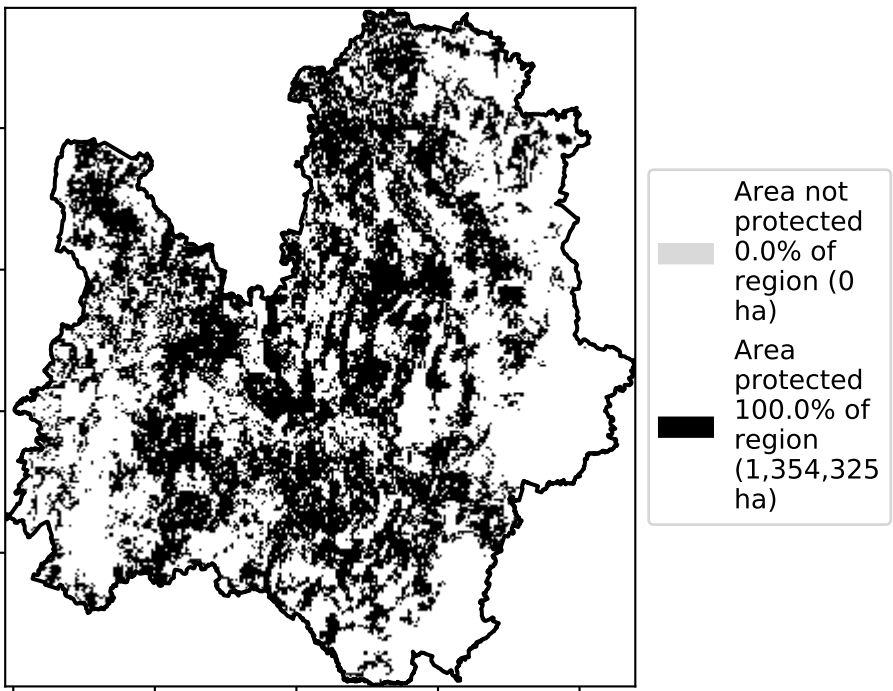 Area not
protected
0.0% of
region (0
ha)
Area
protected
100.0% of
region
(1,354,325
ha)